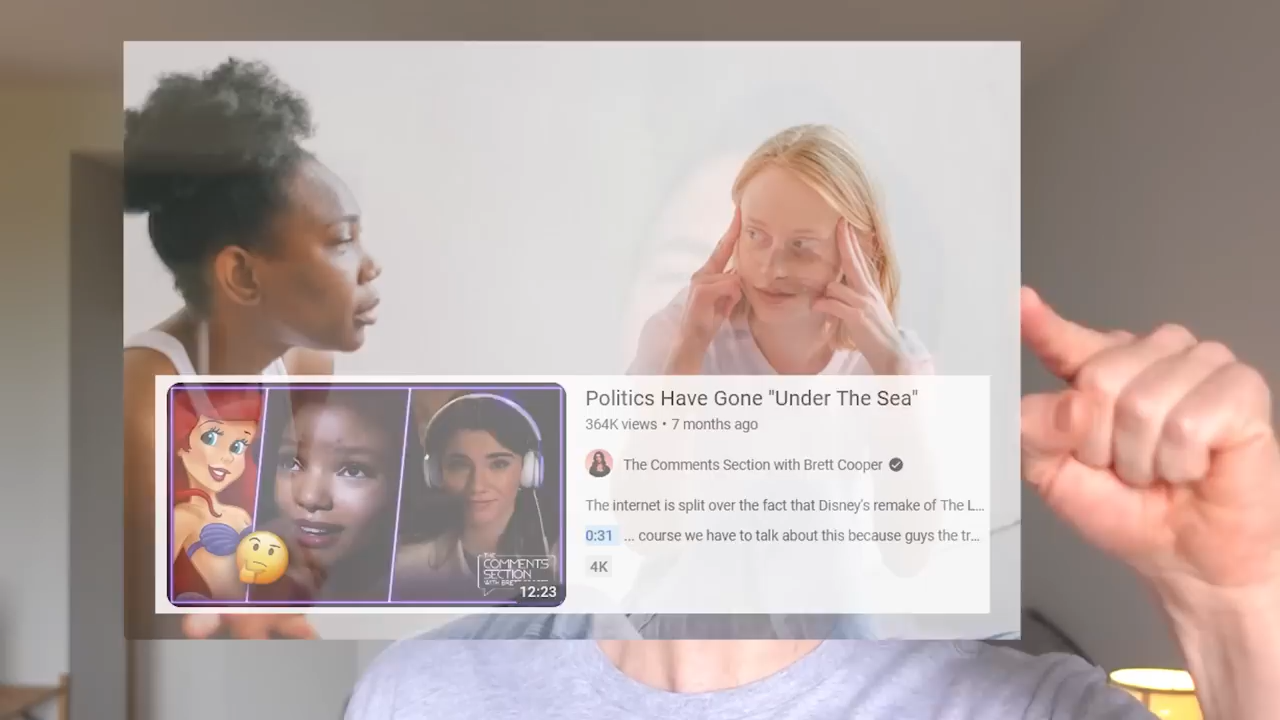 Politics Have Gone "Under The Sea"
364K views • 7 months ago
The Comments Section with Brett Cooper
The internet is split over the fact that Disney's remake of The L...
0:31 ... course we have to talk about this because guys the tr...
4K
THE
COMMENTS
SECTION
WITH
12:23